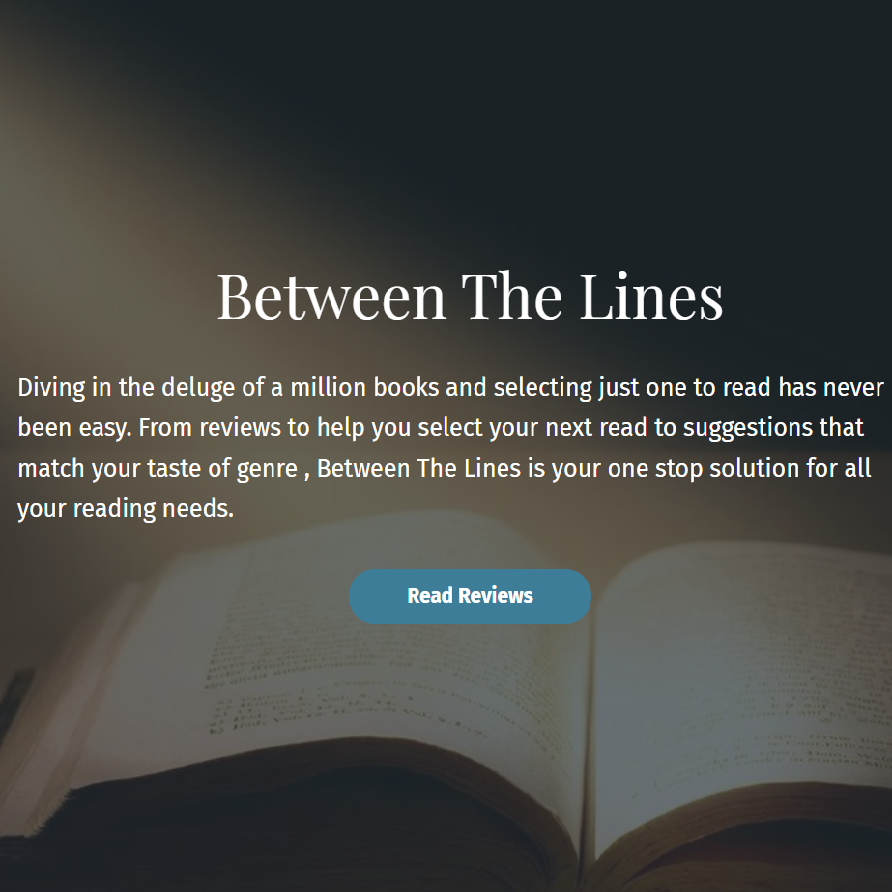 Between The Lines
Diving in the deluge of a million books and selecting just one to read has never
been easy. From reviews to help you select your next read to suggestions that
match your taste of genre , Between The Lines is your one stop solution for all
your reading needs.
Read Reviews